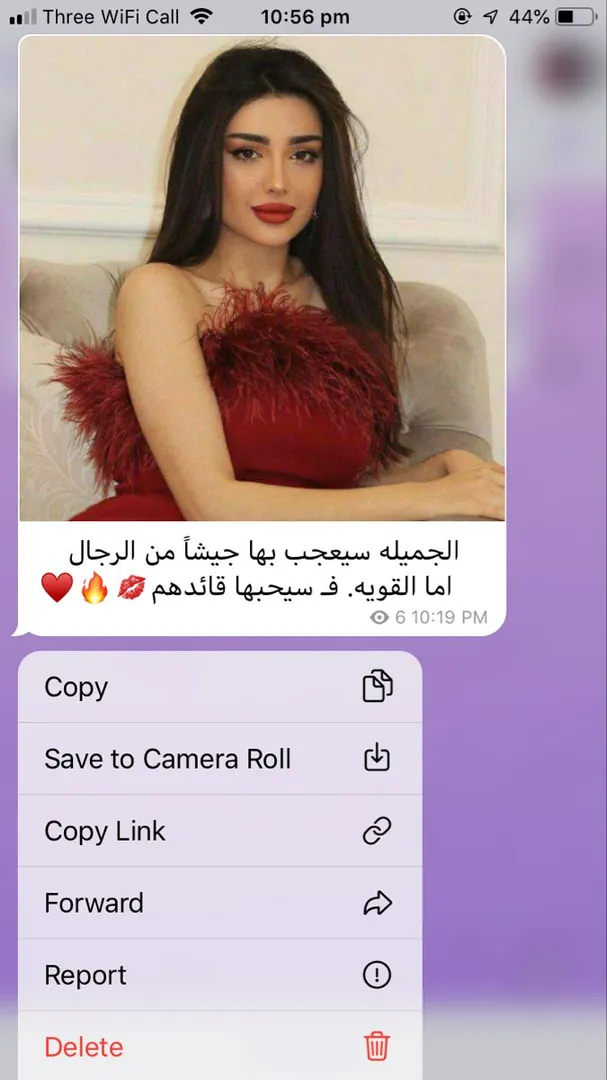 Three WiFi Call 10:56 pm 44%
الجميله سيعجب بها جيشاً من الرجال
اما القويه. فـ سيحبها قائدهم 💋🔥♥️
6 10:19 PM
Copy
Save to Camera Roll
Copy Link
Forward
Report
Delete